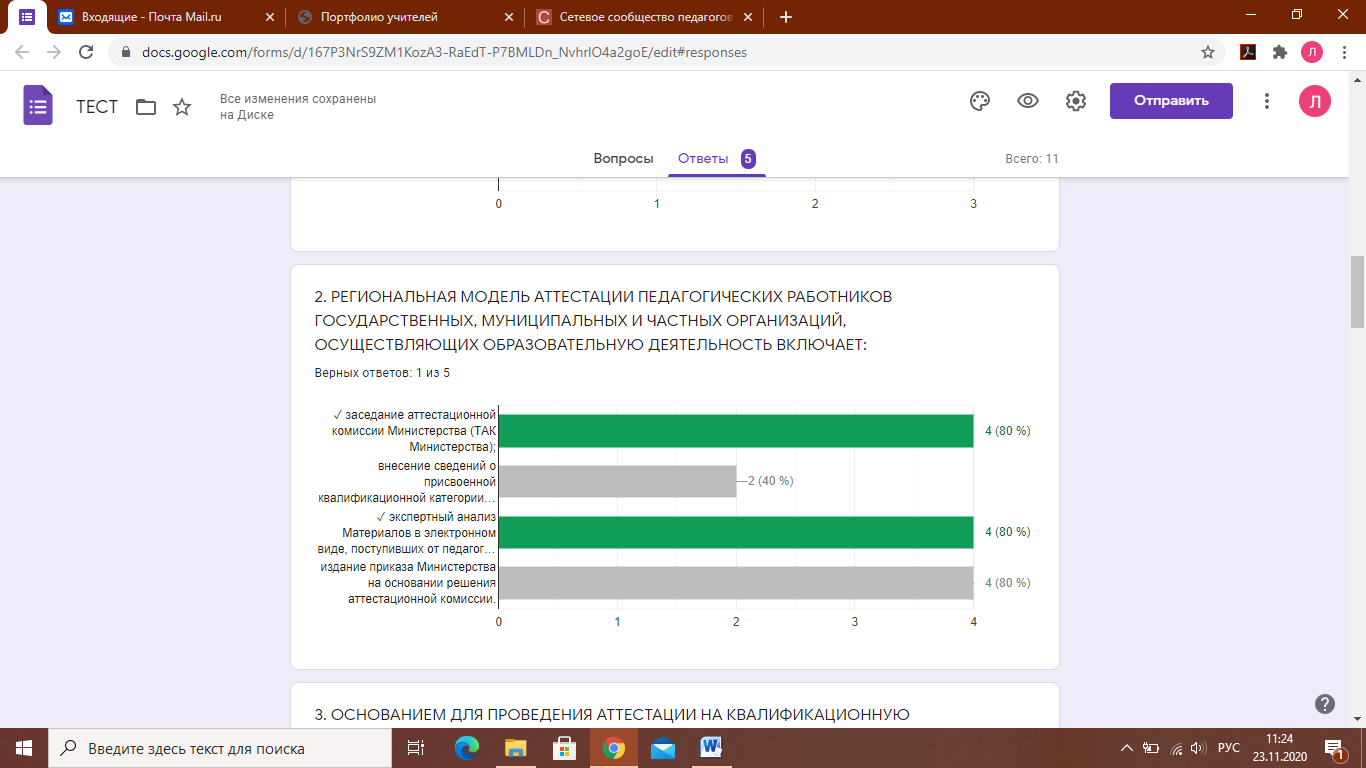 Входящие - Почта Mail.ru
Портфолио учителей
Сетевое сообщество педагогов
docs.google.com/forms/d/167P3NrS9ZM1KozA3-RaEdT-P7BMLDn_NvhrlO4a2goE/edit#responses
Л
ТЕСТ
Все изменения сохранены
на Диске
Отправить
Л
Вопросы
Ответы 5
Всего: 11
0 1 2 3
2. РЕГИОНАЛЬНАЯ МОДЕЛЬ АТТЕСТАЦИИ ПЕДАГОГИЧЕСКИХ РАБОТНИКОВ
ГОСУДАРСТВЕННЫХ, МУНИЦИПАЛЬНЫХ И ЧАСТНЫХ ОРГАНИЗАЦИЙ,
ОСУЩЕСТВЛЯЮЩИХ ОБРАЗОВАТЕЛЬНУЮ ДЕЯТЕЛЬНОСТЬ ВКЛЮЧАЕТ:
Верных ответов: 1 из 5
✓ заседание аттестационной
комиссии Министерства (ТАК
Министерства);
4 (80 %)
внесение сведений о
присвоенной
квалификационной категории…
2 (40 %)
✓ экспертный анализ
Материалов в электронном
виде, поступивших от педагог…
4 (80 %)
издание приказа Министерства
на основании решения
аттестационной комиссии.
4 (80 %)
0 1 2 3 4
3. ОСНОВАНИЕМ ДЛЯ ПРОВЕДЕНИЯ АТТЕСТАЦИИ НА КВАЛИФИКАЦИОННУЮ
Введите здесь текст для поиска
РУС
11:24
23.11.2020
1